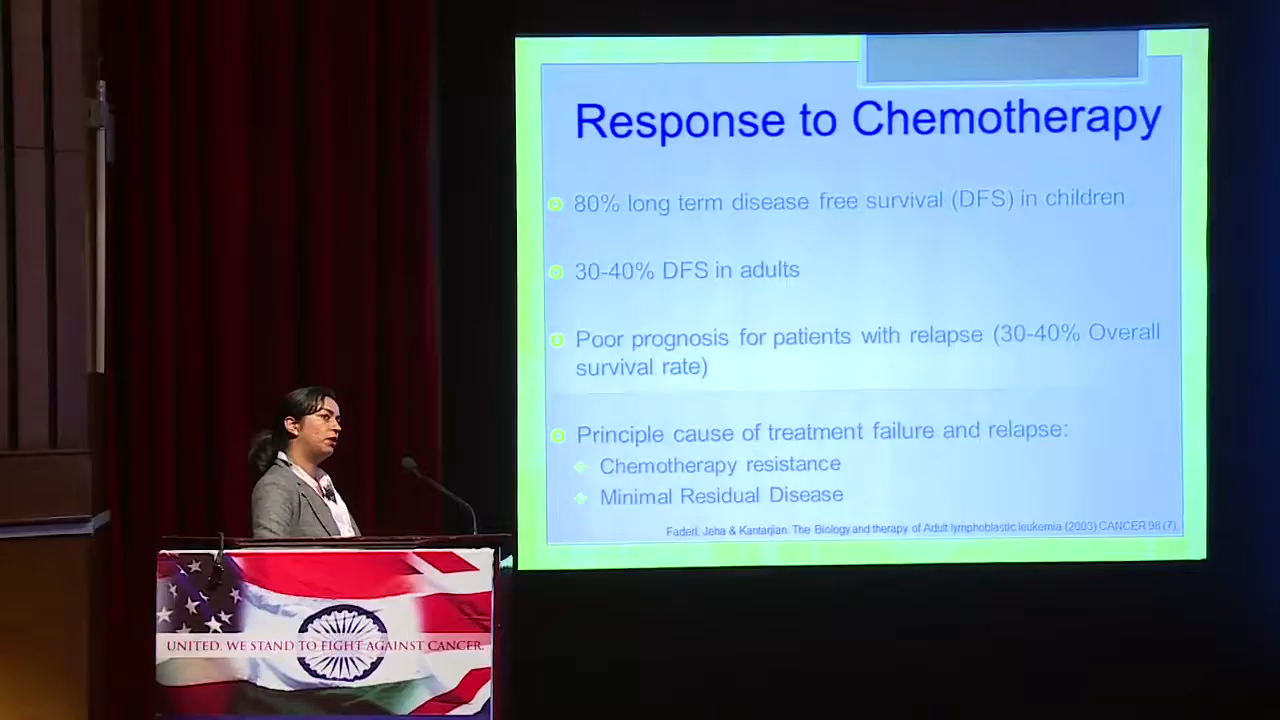 Response to Chemotherapy
80% long term disease free survival (DFS) in children
30-40% DFS in adults
Poor prognosis for patients with relapse (30-40% Overall
survival rate)
Principle cause of treatment failure and relapse:
Chemotherapy resistance
Minimal Residual Disease
Faderl, Jeha & Kantarjian. The Biology and therapy of Adult lymphoblastic leukemia (2003) CANCER 98 (7).
UNITED, WE STAND TO FIGHT AGAINST CANCER.